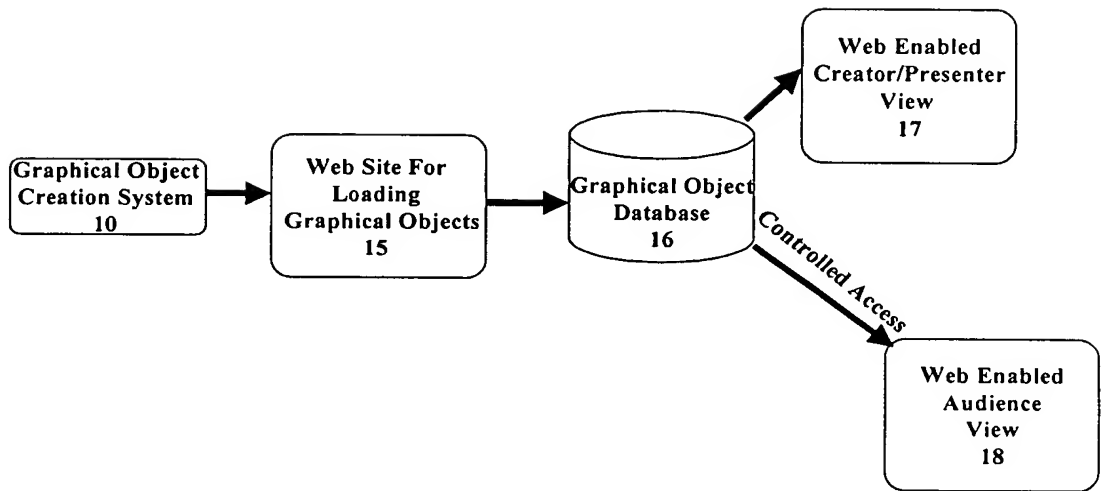 Graphical Object
Creation System
10
Web Site For
Loading
Graphical Objects
15
Graphical Object
Database
16
Web Enabled
Creator/Presenter
View
17
Controlled Access
Web Enabled
Audience
View
18